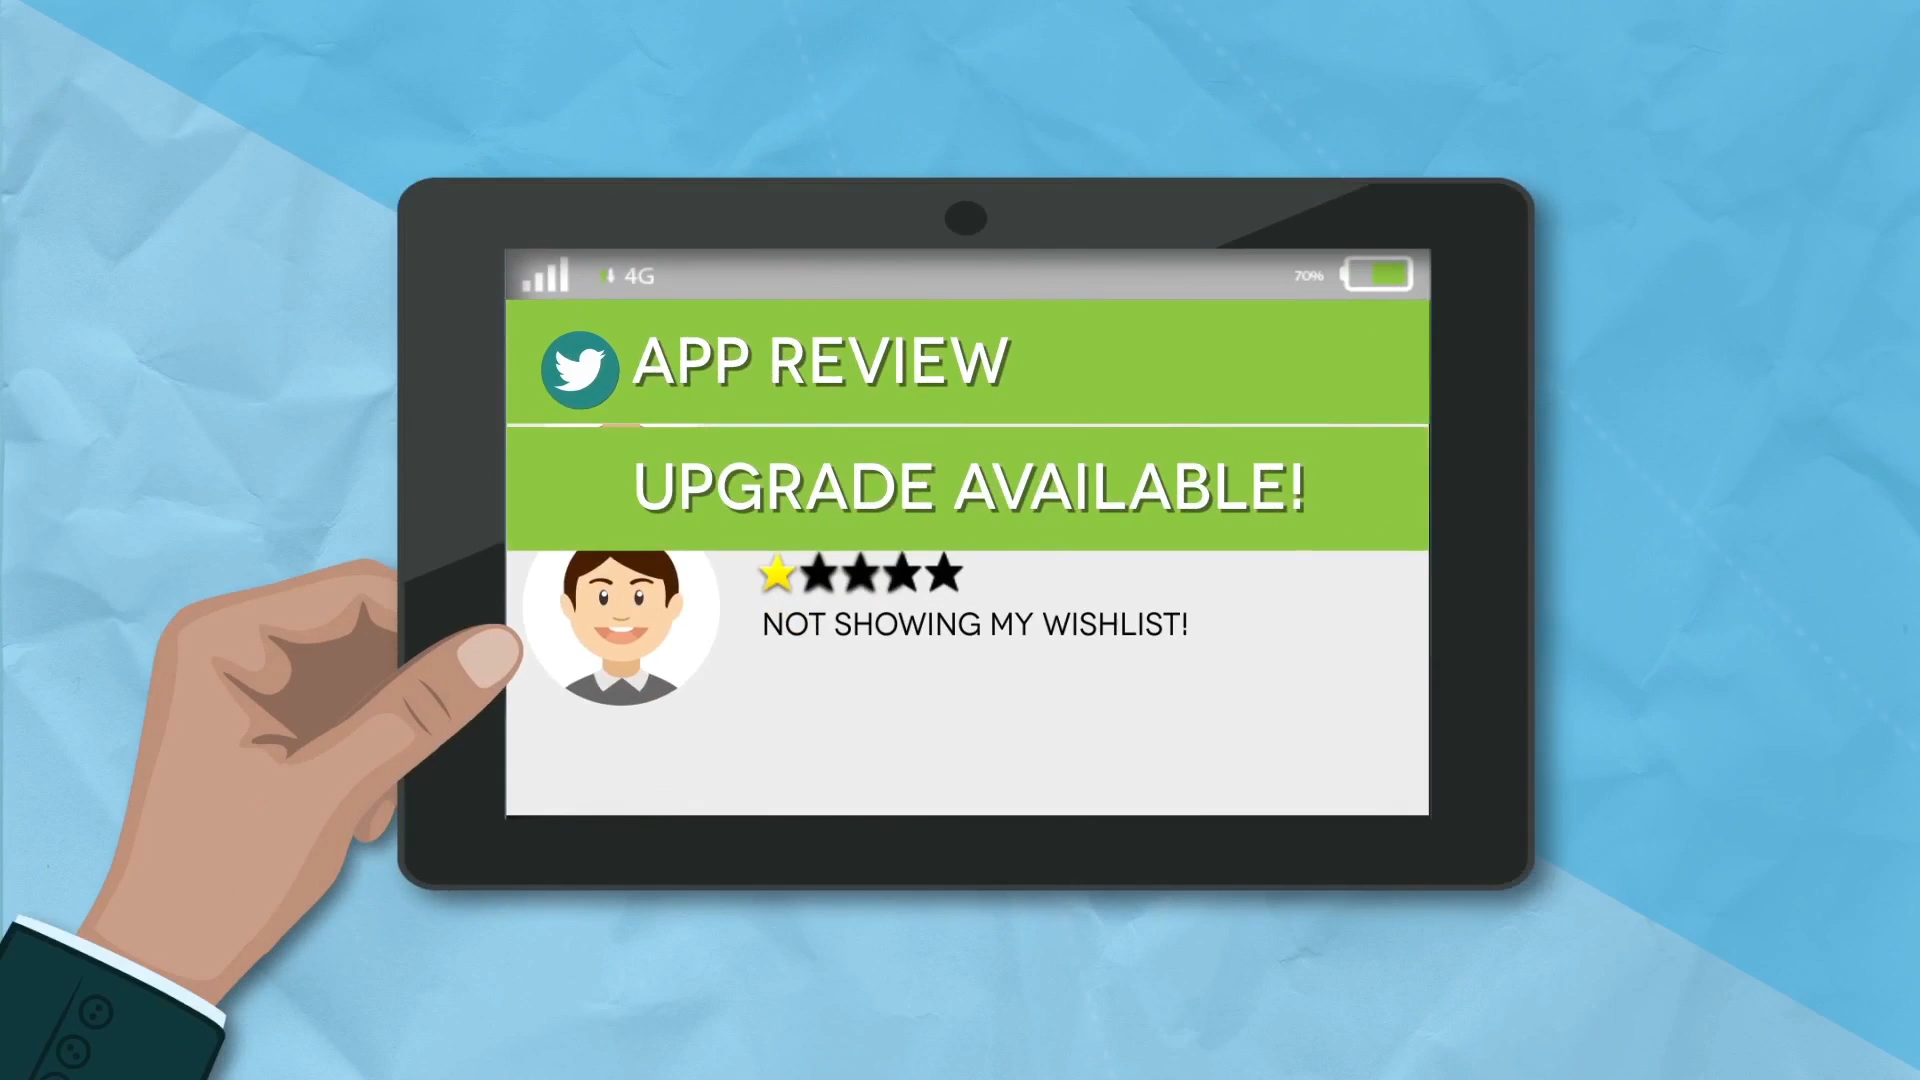 4G
70%
APP REVIEW
UPGRADE AVAILABLE!
NOT SHOWING MY WISHLIST!